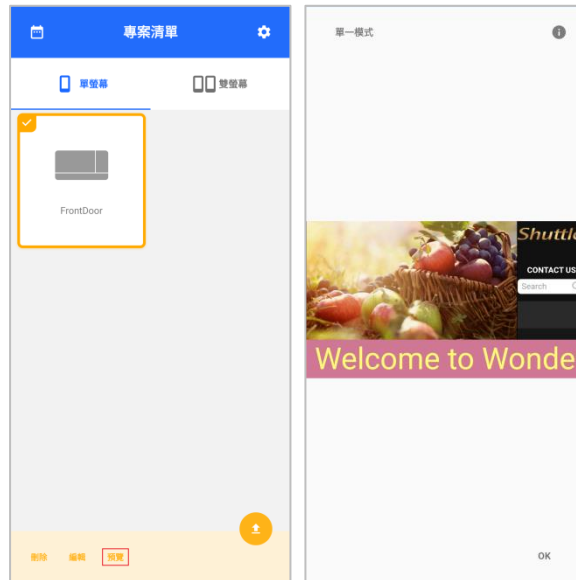 專案清單
單螢幕
雙螢幕
FrontDoor
刪除 編輯 預覽
單一模式
Shuttle
CONTACT US
Search
Welcome to Wonde
OK